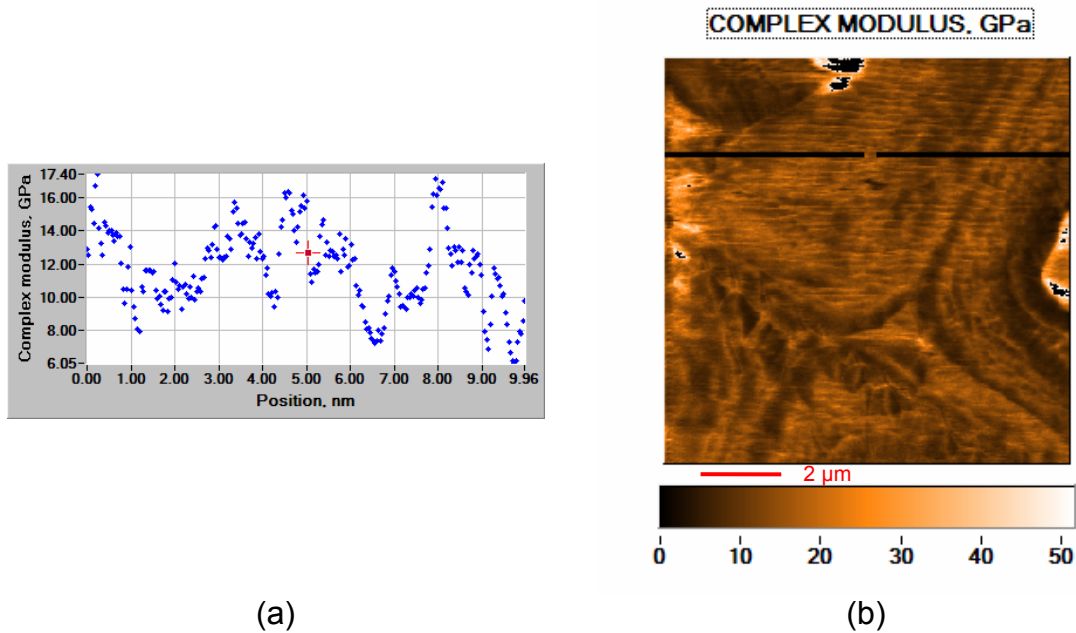 COMPLEX MODULUS, GPa
Complex modulus, GPa
17.40
16.00
14.00
12.00
10.00
8.00
6.05
0.00 1.00 2.00 3.00 4.00 5.00 6.00 7.00 8.00 9.00 9.96
Position, nm
2 µm
0 10 20 30 40 50
(a) (b)